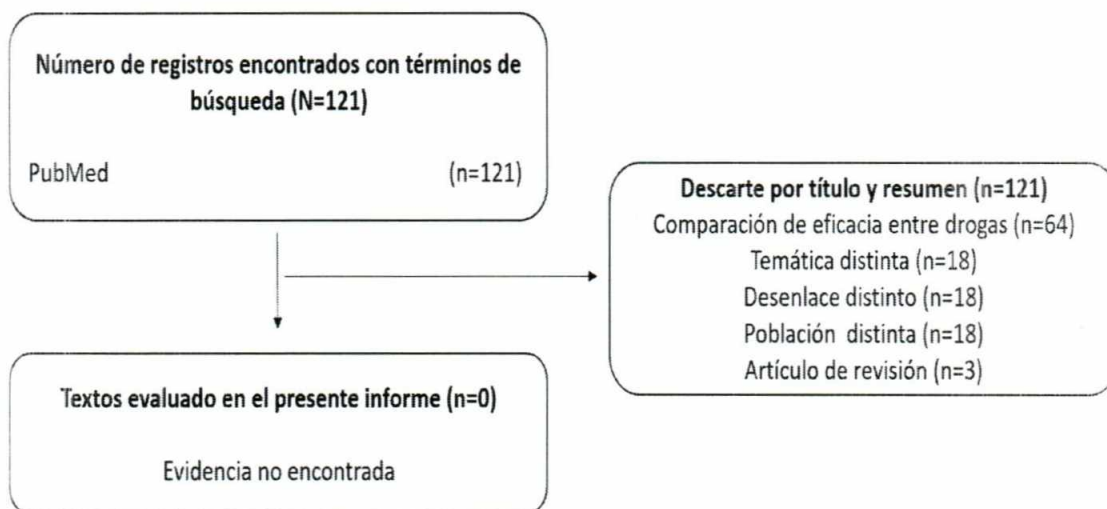 Número de registros encontrados con términos de
búsqueda (N=121)
PubMed (n=121)
Descarte por título y resumen (n=121)
Comparación de eficacia entre drogas (n=64)
Temática distinta (n=18)
Desenlace distinto (n=18)
Población distinta (n=18)
Artículo de revisión (n=3)
Textos evaluado en el presente informe (n=0)
Evidencia no encontrada